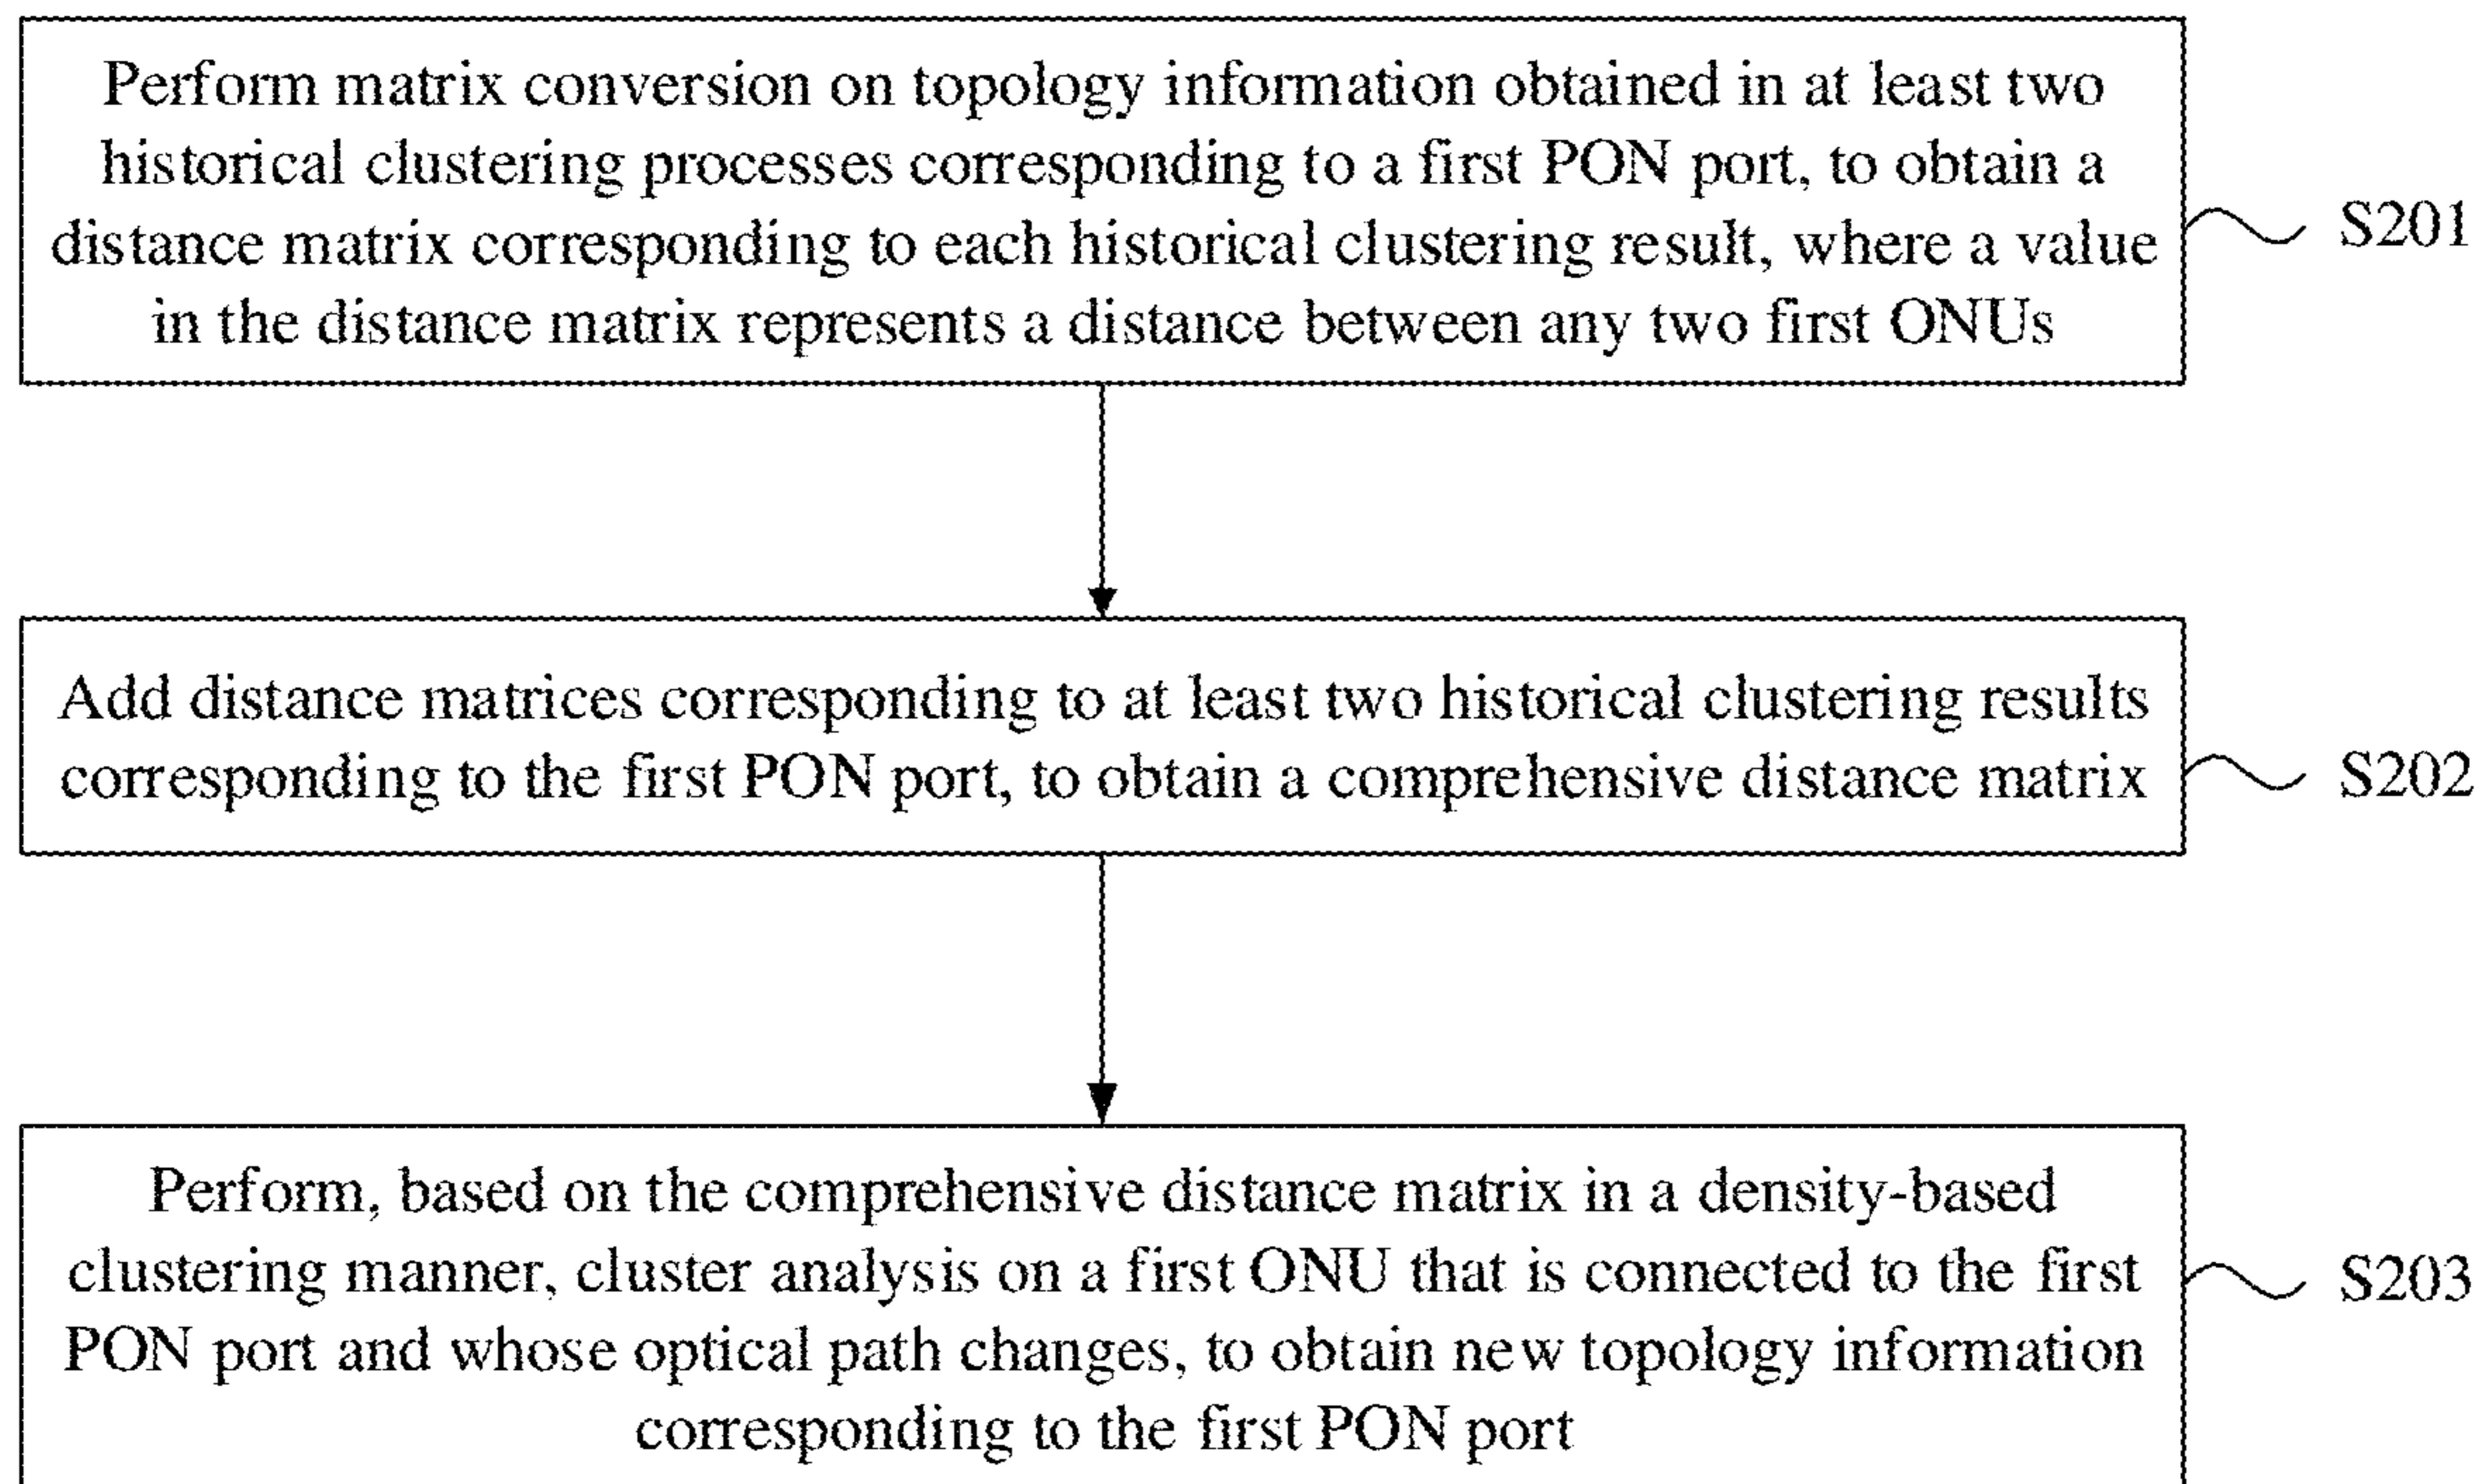 Perform matrix conversion on topology information obtained in at least two
historical clustering processes corresponding to a first PON port, to obtain a
distance matrix corresponding to each historical clustering result, where a value
in the distance matrix represents a distance between any two first ONUs
S201
Add distance matrices corresponding to at least two historical clustering results
corresponding to the first PON port, to obtain a comprehensive distance matrix
S202
Perform, based on the comprehensive distance matrix in a density-based
clustering manner, cluster analysis on a first ONU that is connected to the first
PON port and whose optical path changes, to obtain new topology information
corresponding to the first PON port
S203